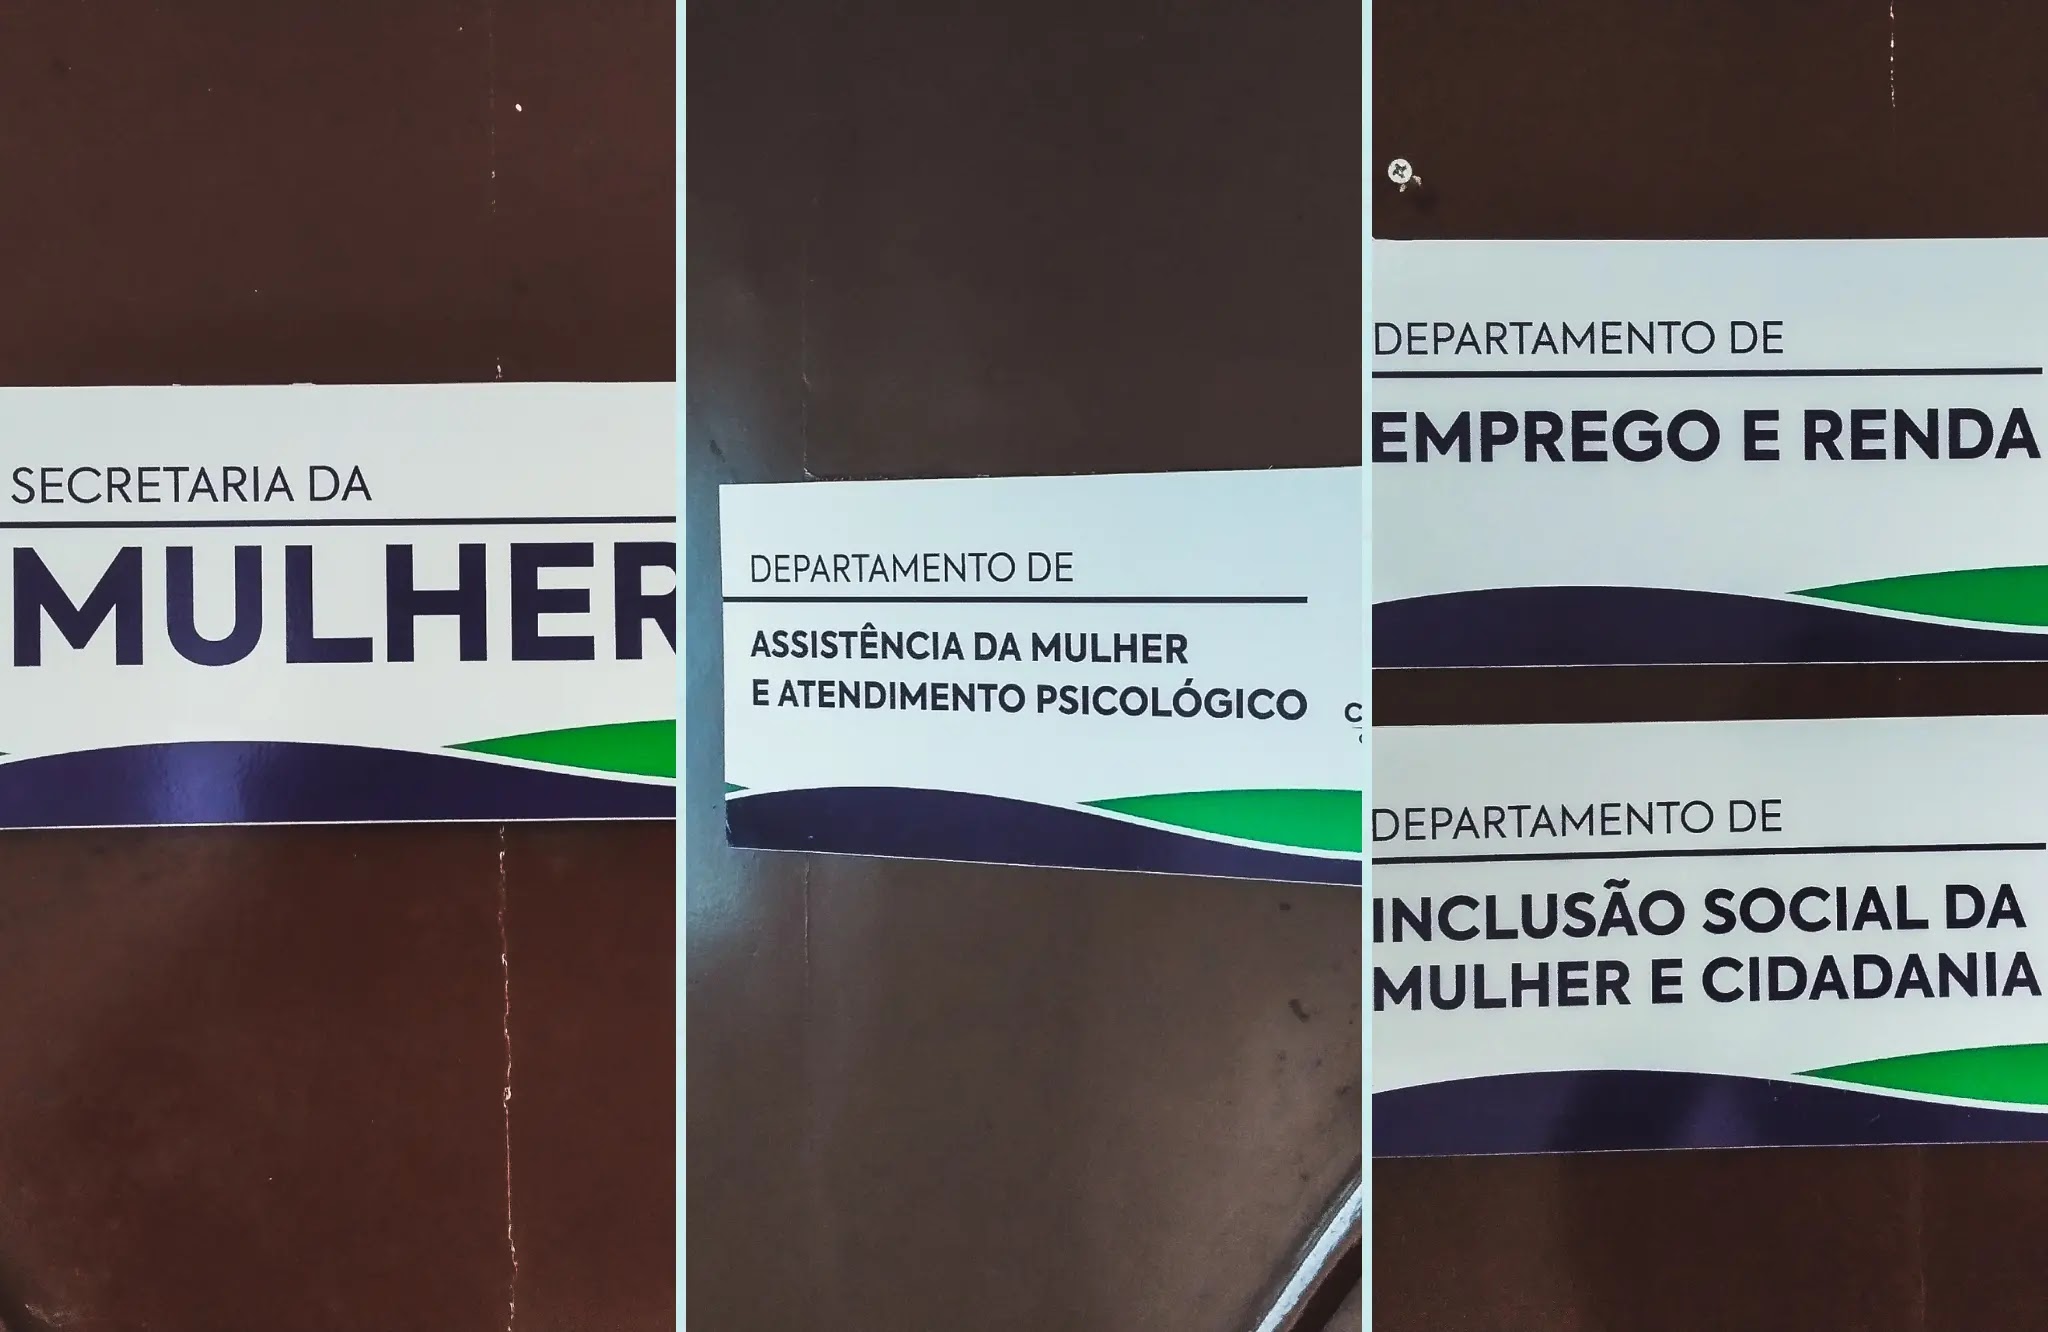 SECRETARIA DA
MULHER
DEPARTAMENTO DE
ASSISTÊNCIA DA MULHER
E ATENDIMENTO PSICOLÓGICO
DEPARTAMENTO DE
EMPREGO E RENDA
DEPARTAMENTO DE
INCLUSÃO SOCIAL DA
MULHER E CIDADANIA